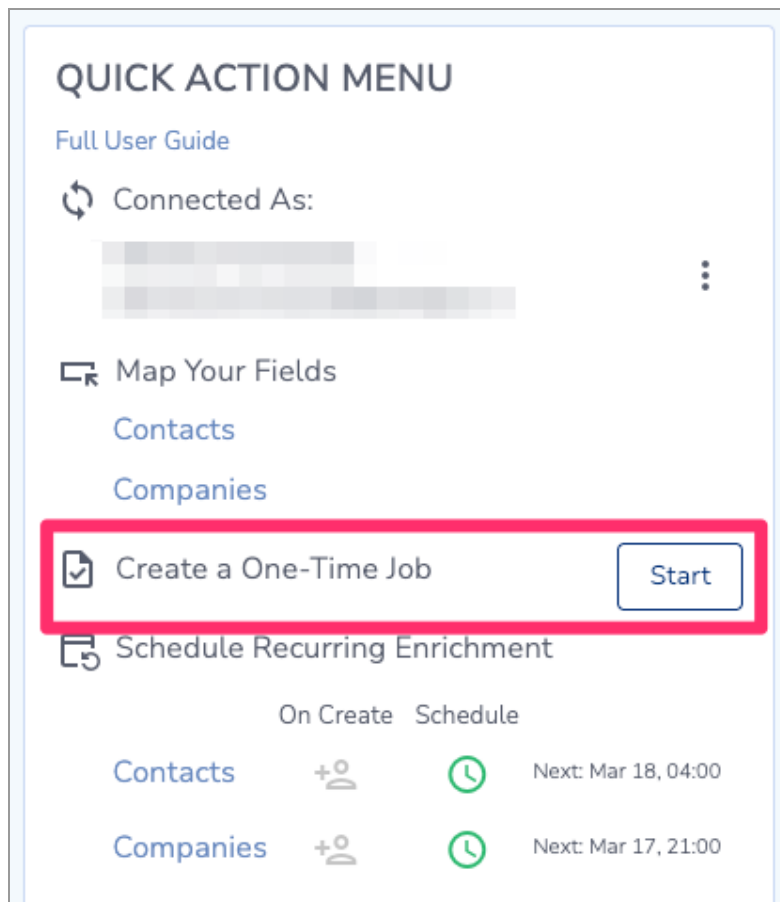 QUICK ACTION MENU
Full User Guide
Connected As:
Map Your Fields
Contacts
Companies
Create a One-Time Job Start
Schedule Recurring Enrichment
On Create Schedule
Contacts Next: Mar 18, 04:00
Companies Next: Mar 17, 21:00